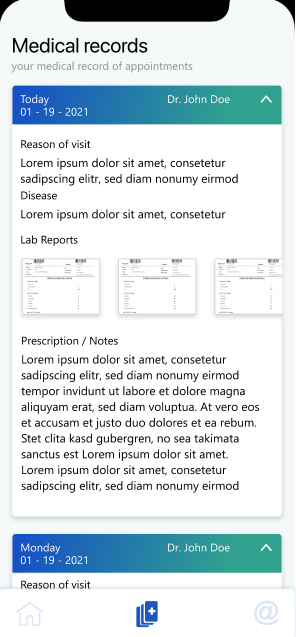 Medical records
your medical record of appointments
Today Dr. John Doe
01 - 19 - 2021
Reason of visit
Lorem ipsum dolor sit amet, consetetur
sadipscing elitr, sed diam nonumy eirmod
Disease
Lorem ipsum dolor sit amet, consetetur
Lab Reports
Prescription / Notes
Lorem ipsum dolor sit amet, consetetur
sadipscing elitr, sed diam nonumy eirmod
tempor invidunt ut labore et dolore magna
aliquyam erat, sed diam voluptua. At vero eos
et accusam et justo duo dolores et ea rebum.
Stet clita kasd gubergren, no sea takimata
sanctus est Lorem ipsum dolor sit amet.
Lorem ipsum dolor sit amet, consetetur
sadipscing elitr, sed diam nonumy eirmod
Monday Dr. John Doe
01 - 19 - 2021
Reason of visit
@